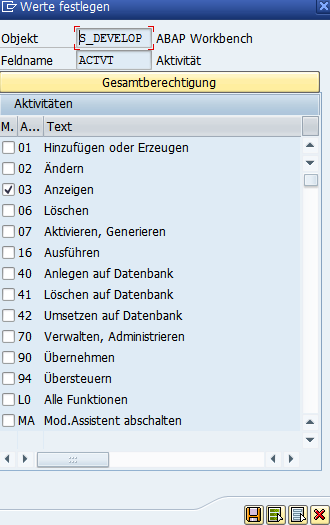 Werte festlegen
Objekt S_DEVELOP ABAP Workbench
Feldname ACTVT Aktivität
Gesamtberechtigung
Aktivitäten
M. A... Text
01 Hinzufügen oder Erzeugen
02 Ändern
03 Anzeigen
06 Löschen
07 Aktivieren, Generieren
16 Ausführen
40 Anlegen auf Datenbank
41 Löschen auf Datenbank
42 Umsetzen auf Datenbank
70 Verwalten, Administrieren
90 Übernehmen
94 Übersteuern
L0 Alle Funktionen
MA Mod.Assistent abschalten